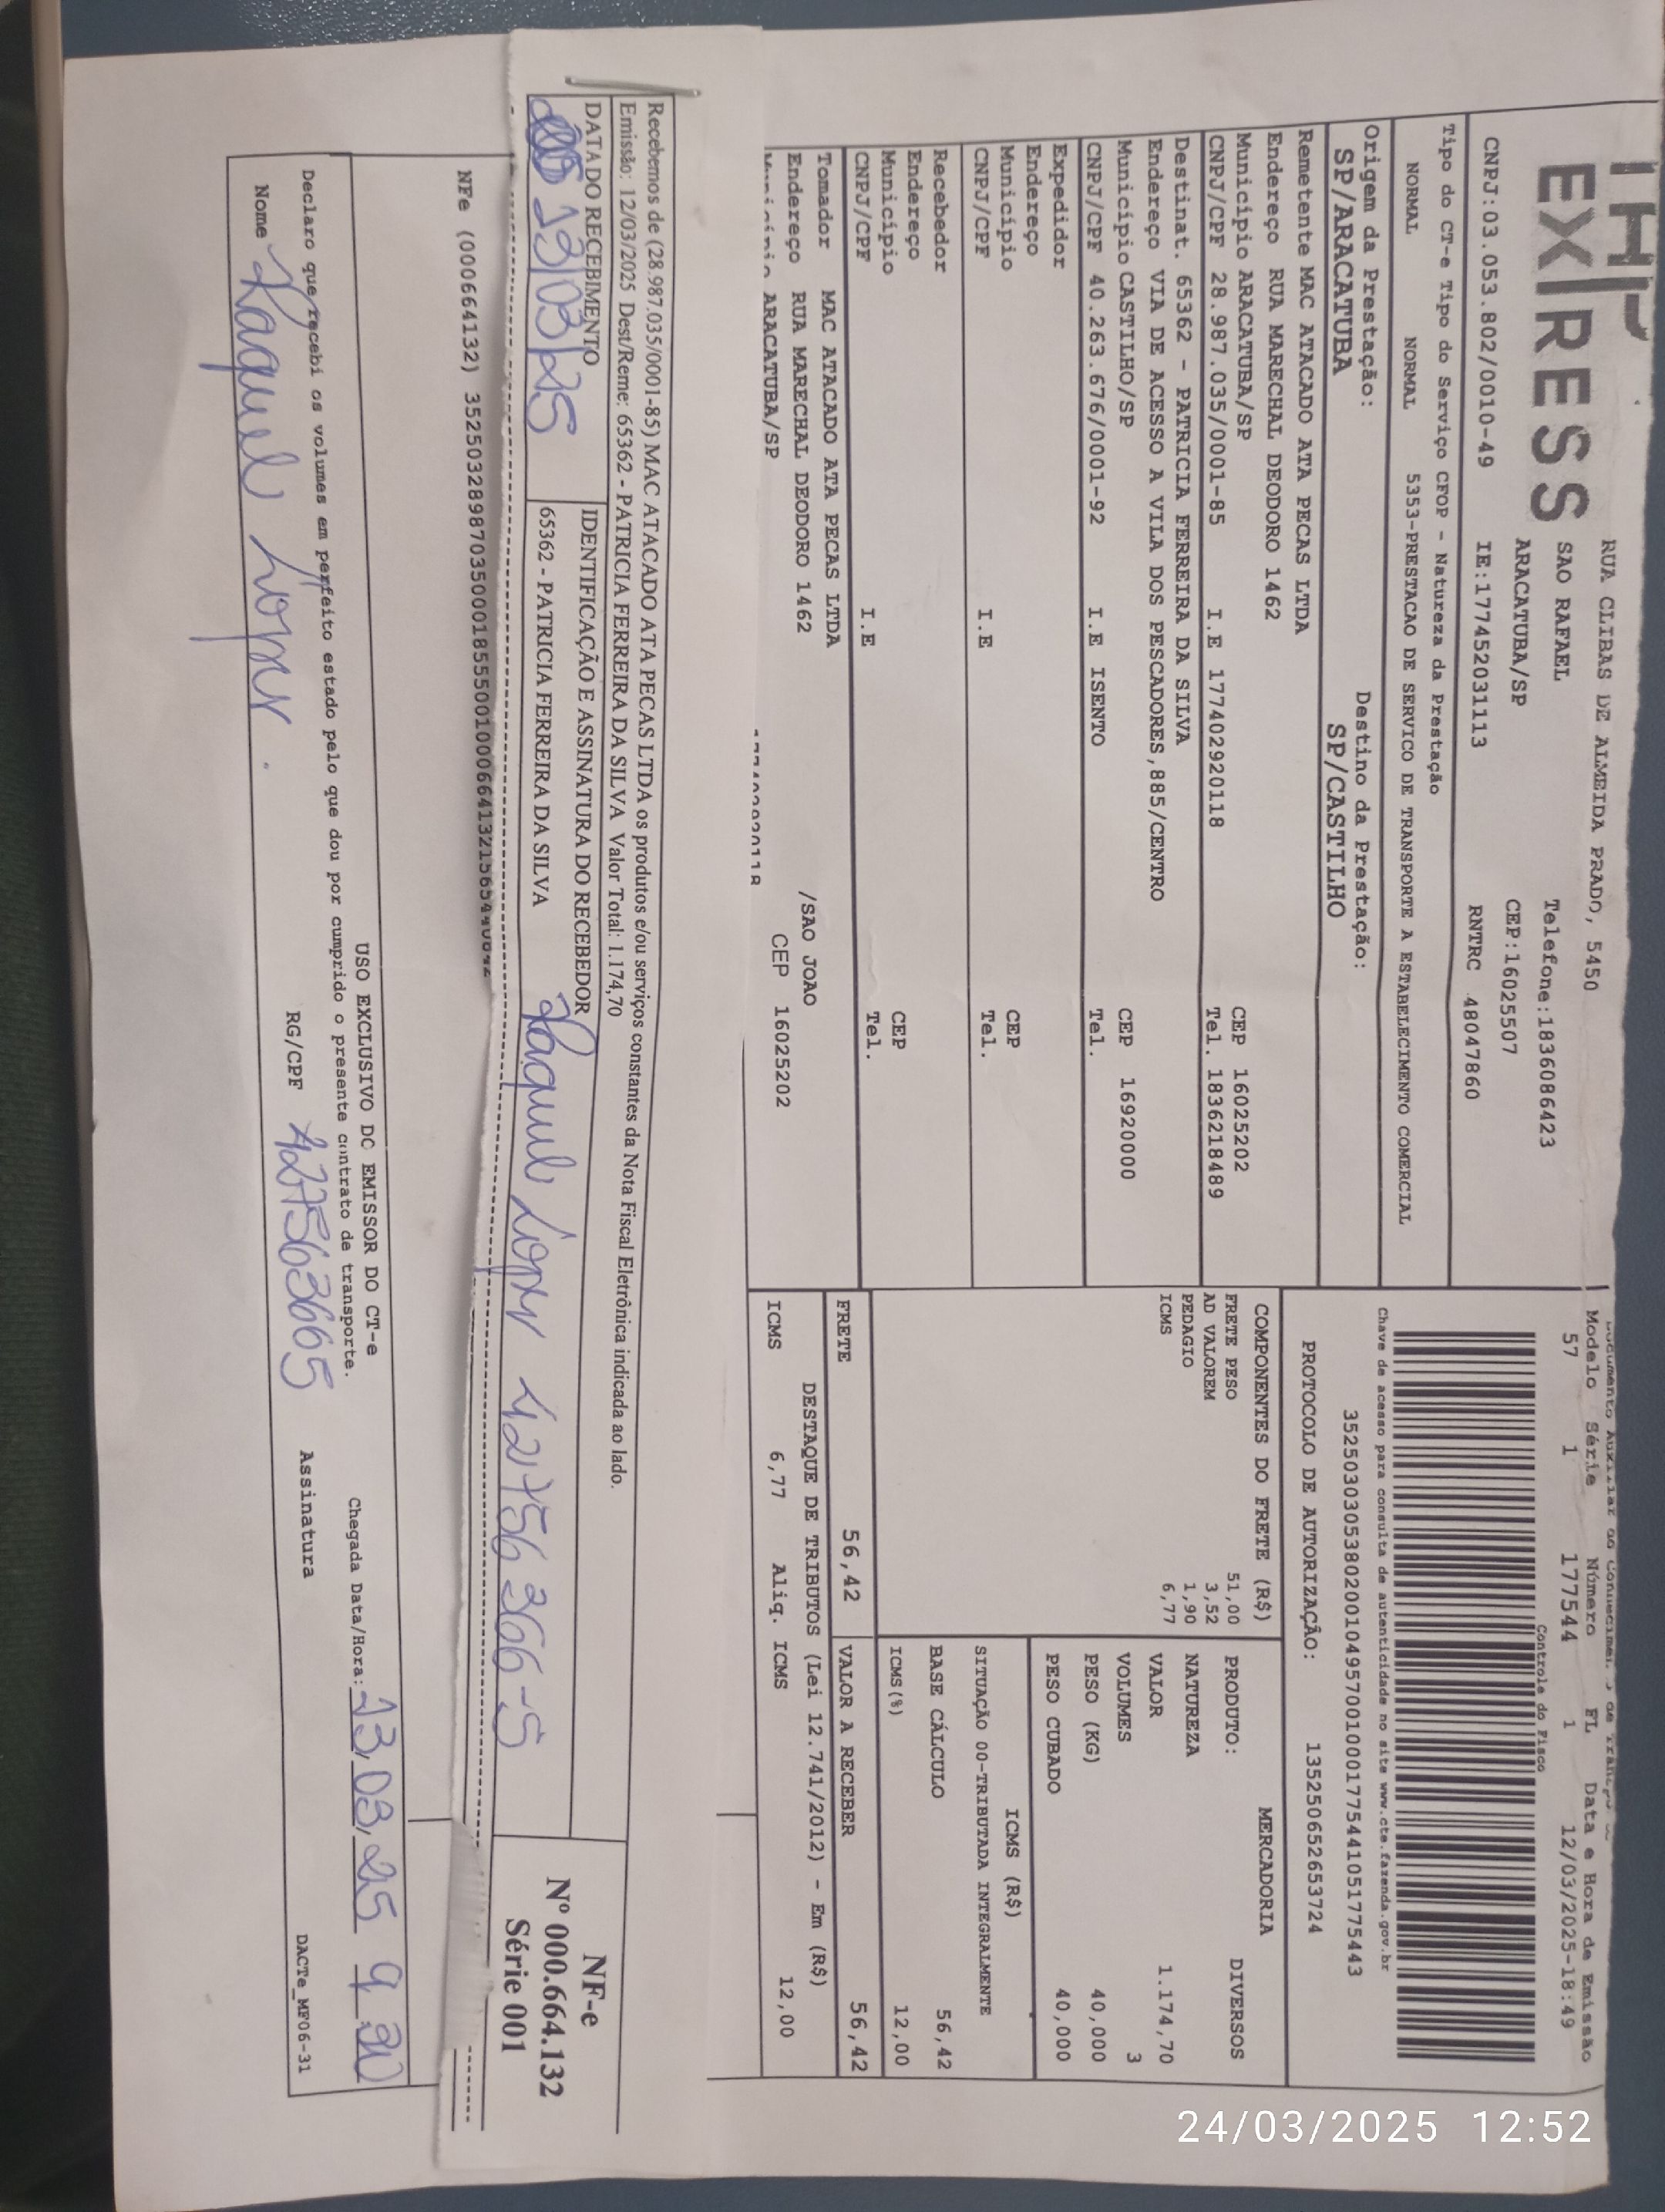 EXPRESS
RUA CLIBAS DE ALMEIDA PRADO, 5450
SAO RAFAEL Telefone:1836086423
ARACATUBA/SP CEP:16025507
CNPJ:03.053.802/0010-49 IE:177452031113 RNTRC 48047860
Tipo do CT-e Tipo do Serviço CFOP - Natureza da Prestação
NORMAL NORMAL 5353-PRESTACAO DE SERVICO DE TRANSPORTE A ESTABELECIMENTO COMERCIAL
Origem da Prestação: Destino da Prestação:
SP/ARACATUBA SP/CASTILHO
Remetente MAC ATACADO ATA PECAS LTDA
Endereço RUA MARECHAL DEODORO 1462
Município ARACATUBA/SP CEP 16025202
CNPJ/CPF 28.987.035/0001-85 I.E 177402920118 Tel. 1836218489
Destinat. 65362 - PATRICIA FERREIRA DA SILVA
Endereço VIA DE ACESSO A VILA DOS PESCADORES,885/CENTRO
Município CASTILHO/SP CEP 16920000
CNPJ/CPF 40.263.676/0001-92 I.E ISENTO Tel.
Expedidor
Endereço
Município CEP
CNPJ/CPF I.E Tel.
Recebedor
Endereço
Município CEP
CNPJ/CPF I.E Tel.
Tomador MAC ATACADO ATA PECAS LTDA
Endereço RUA MARECHAL DEODORO 1462 /SAO JOAO
Município ARACATUBA/SP CEP 16025202
177402920118
Modelo Série Número FL Data e Hora de Emissão
57 1 177544 1 12/03/2025-18:49
Controle do Fisco
Chave de acesso para consulta de autenticidade no site www.cte.fazenda.gov.br
35250303053802001049570010001775441051775443
PROTOCOLO DE AUTORIZAÇÃO: 135250652653724
COMPONENTES DO FRETE (R$)
FRETE PESO 51,00
AD VALOREM 3,52
PEDAGIO 1,90
ICMS 6,77
MERCADORIA
PRODUTO: DIVERSOS
NATUREZA
VALOR 1.174,70
VOLUMES 3
PESO (KG) 40,000
PESO CUBADO 40,000
ICMS (R$)
SITUAÇÃO 00-TRIBUTADA INTEGRALMENTE
BASE CÁLCULO 56,42
ICMS(%) 12,00
FRETE 56,42 VALOR A RECEBER 56,42
DESTAQUE DE TRIBUTOS (Lei 12.741/2012) - Em (R$)
ICMS 6,77 Aliq. ICMS 12,00
Recebemos de (28.987.035/0001-85) MAC ATACADO ATA PECAS LTDA os produtos e/ou serviços constantes da Nota Fiscal Eletrônica indicada ao lado.
Emissão: 12/03/2025 Dest/Reme: 65362 - PATRICIA FERREIRA DA SILVA Valor Total: 1.174,70
DATA DO RECEBIMENTO IDENTIFICAÇÃO E ASSINATURA DO RECEBEDOR
13/03/25 65362 - PATRICIA FERREIRA DA SILVA Raquel Lopes 42756366-5
NF-e
Nº 000.664.132
Série 001
NFe (000664132)
USO EXCLUSIVO DO EMISSOR DO CT-e
Declaro que recebi os volumes em perfeito estado pelo que dou por cumprido o presente contrato de transporte.
Chegada Data/Hora: 13,03,25
Nome Raquel Lopes RG/CPF 427563665 Assinatura
DACTe_MF06-31
24/03/2025 12:52